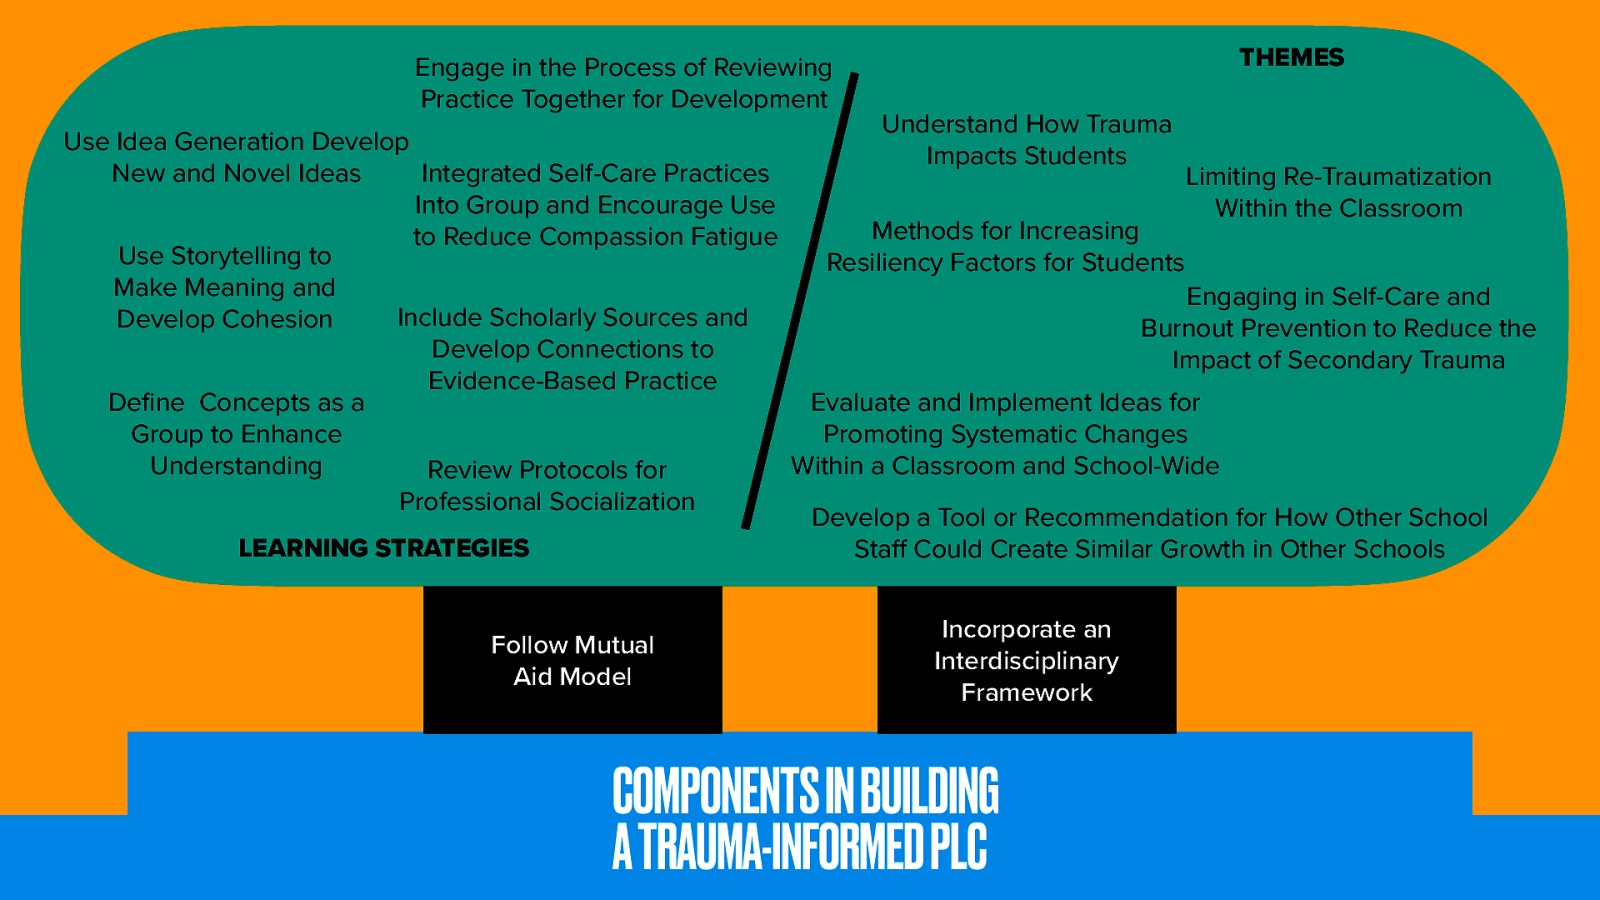 Engage in the Process of Reviewing
Practice Together for Development
Use Idea Generation Develop
New and Novel Ideas
Integrated Self-Care Practices
Into Group and Encourage Use
to Reduce Compassion Fatigue
Use Storytelling to
Make Meaning and
Develop Cohesion
Include Scholarly Sources and
Develop Connections to
Evidence-Based Practice
Define  Concepts as a
Group to Enhance
Understanding
Review Protocols for
Professional Socialization
LEARNING STRATEGIES
THEMES
Understand How Trauma
Impacts Students
Limiting Re-Traumatization
Within the Classroom
Methods for Increasing
Resiliency Factors for Students
Engaging in Self-Care and
Burnout Prevention to Reduce the
Impact of Secondary Trauma
Evaluate and Implement Ideas for
Promoting Systematic Changes
Within a Classroom and School-Wide
Develop a Tool or Recommendation for How Other School
Staff Could Create Similar Growth in Other Schools
Follow Mutual
Aid Model
Incorporate an
Interdisciplinary
Framework
COMPONENTS IN BUILDING
A TRAUMA-INFORMED PLC